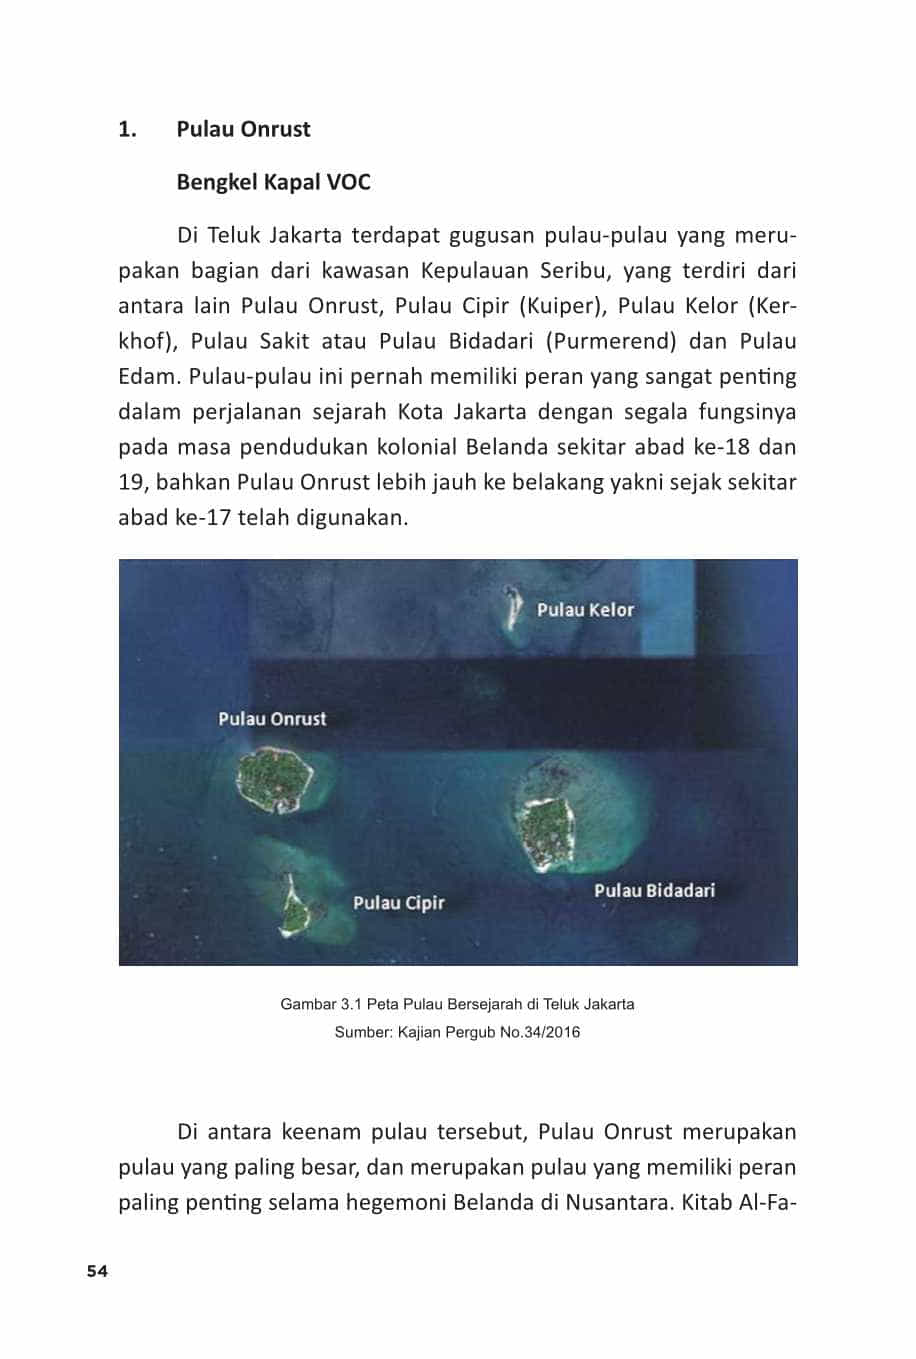 1. Pulau Onrust
Bengkel Kapal VOC
Di Teluk Jakarta terdapat gugusan pulau-pulau yang meru-
pakan bagian dari kawasan Kepulauan Seribu, yang terdiri dari
antara lain Pulau Onrust, Pulau Cipir (Kuiper), Pulau Kelor (Ker-
khof), Pulau Sakit atau Pulau Bidadari (Purmerend) dan Pulau
Edam. Pulau-pulau ini pernah memiliki peran yang sangat penting
dalam perjalanan sejarah Kota Jakarta dengan segala fungsinya
pada masa pendudukan kolonial Belanda sekitar abad ke-18 dan
19, bahkan Pulau Onrust lebih jauh ke belakang yakni sejak sekitar
abad ke-17 telah digunakan.
Pulau Kelor
Pulau Onrust
Pulau Bidadari
Pulau Cipir
Gambar 3.1 Peta Pulau Bersejarah di Teluk Jakarta
Sumber: Kajian Pergub No.34/2016
Di antara keenam pulau tersebut, Pulau Onrust merupakan
pulau yang paling besar, dan merupakan pulau yang memiliki peran
paling penting selama hegemoni Belanda di Nusantara. Kitab Al-Fa-
54